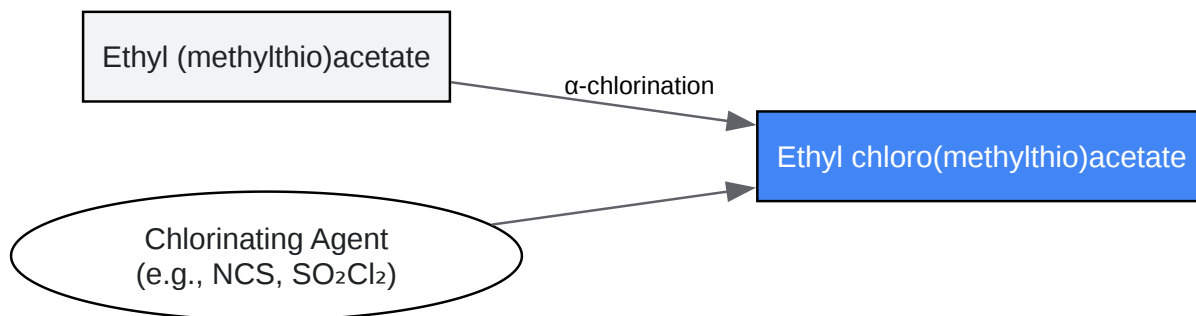 Ethyl (methylthio)acetate
α-chlorination
Ethyl chloro(methylthio)acetate
Chlorinating Agent
(e.g., NCS, SO₂Cl₂)